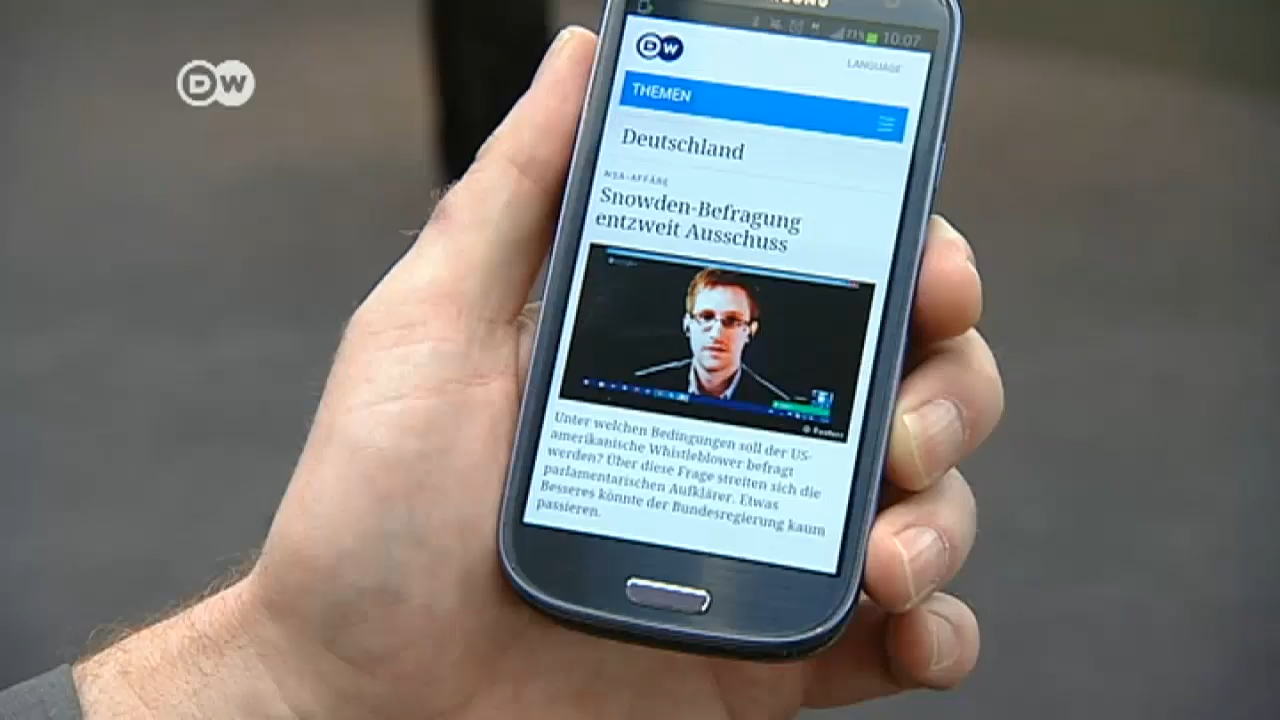 DW
SAMSUNG
10:07
DW
LANGUAGE
THEMEN
Deutschland
NSA-AFFÄRE
Snowden-Befragung
entzweit Ausschuss
© Reuters
Unter welchen Bedingungen soll der US-
amerikanische Whistleblower befragt
werden? Über diese Frage streiten sich die
parlamentarischen Aufklärer. Etwas
Besseres könnte der Bundesregierung kaum
passieren.